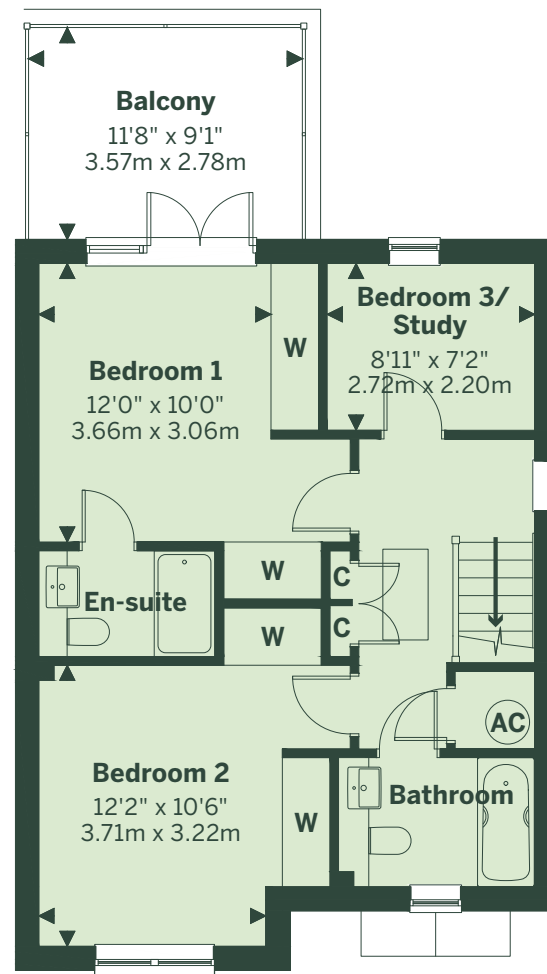 Balcony
11'8" x 9'1"
3.57m x 2.78m
Bedroom 3/
Study
8'11" x 7'2"
2.72m x 2.20m
W
Bedroom 1
12'0" x 10'0"
3.66m x 3.06m
W
C
En-suite
W
C
AC
Bedroom 2
12'2" x 10'6"
3.71m x 3.22m
Bathroom
W